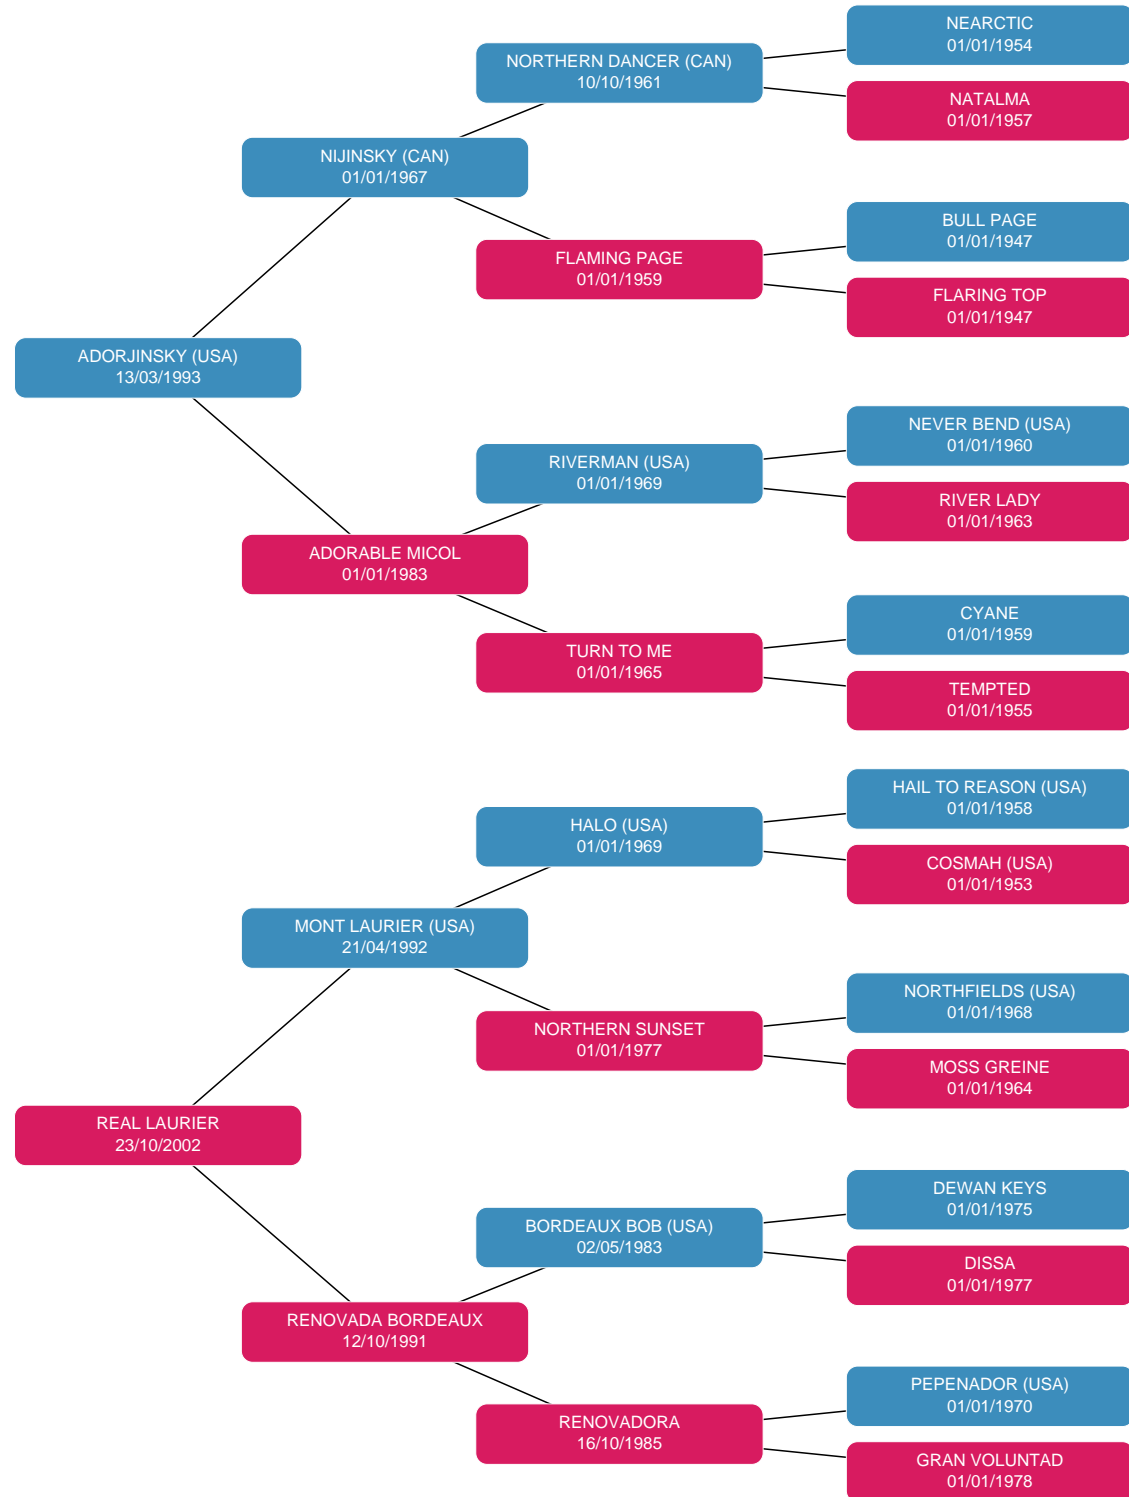 NEARCTIC
01/01/1954
NORTHERN DANCER (CAN)
10/10/1961
NATALMA
01/01/1957
NIJINSKY (CAN)
01/01/1967
BULL PAGE
01/01/1947
FLAMING PAGE
01/01/1959
FLARING TOP
01/01/1947
ADORJINSKY (USA)
13/03/1993
NEVER BEND (USA)
01/01/1960
RIVERMAN (USA)
01/01/1969
RIVER LADY
01/01/1963
ADORABLE MICOL
01/01/1983
CYANE
01/01/1959
TURN TO ME
01/01/1965
TEMPTED
01/01/1955
HAIL TO REASON (USA)
01/01/1958
HALO (USA)
01/01/1969
COSMAH (USA)
01/01/1953
MONT LAURIER (USA)
21/04/1992
NORTHFIELDS (USA)
01/01/1968
NORTHERN SUNSET
01/01/1977
MOSS GREINE
01/01/1964
REAL LAURIER
23/10/2002
DEWAN KEYS
01/01/1975
BORDEAUX BOB (USA)
02/05/1983
DISSA
01/01/1977
RENOVADA BORDEAUX
12/10/1991
PEPENADOR (USA)
01/01/1970
RENOVADORA
16/10/1985
GRAN VOLUNTAD
01/01/1978